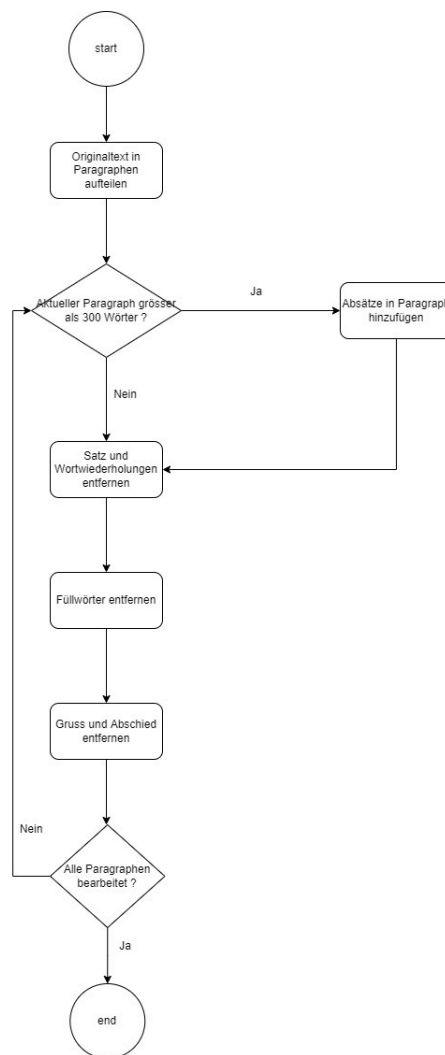 start
Originaltext in
Paragraphen
aufteilen
Aktueller Paragraph grösser
als 300 Wörter ?
Ja
Absätze in Paragraph
hinzufügen
Nein
Satz und
Wortwiederholungen
entfernen
Füllwörter entfernen
Gruss und Abschied
entfernen
Nein
Alle Paragraphen
bearbeitet ?
Ja
end